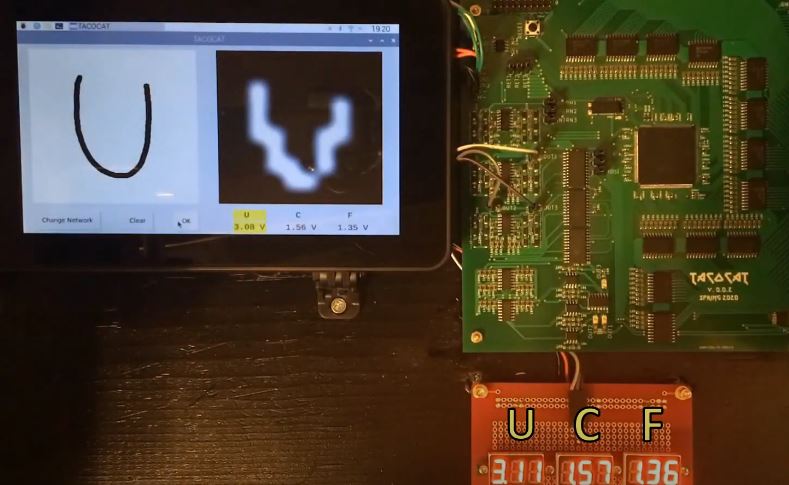 TACOCAT
19:20
TACOCAT
U
Change Network Clear OK
U C F
3.08 V 1.56 V 1.35 V
TACOCAT
V. 0.0.2
SPRING 2020
U C F
3.11 1.57 1.36